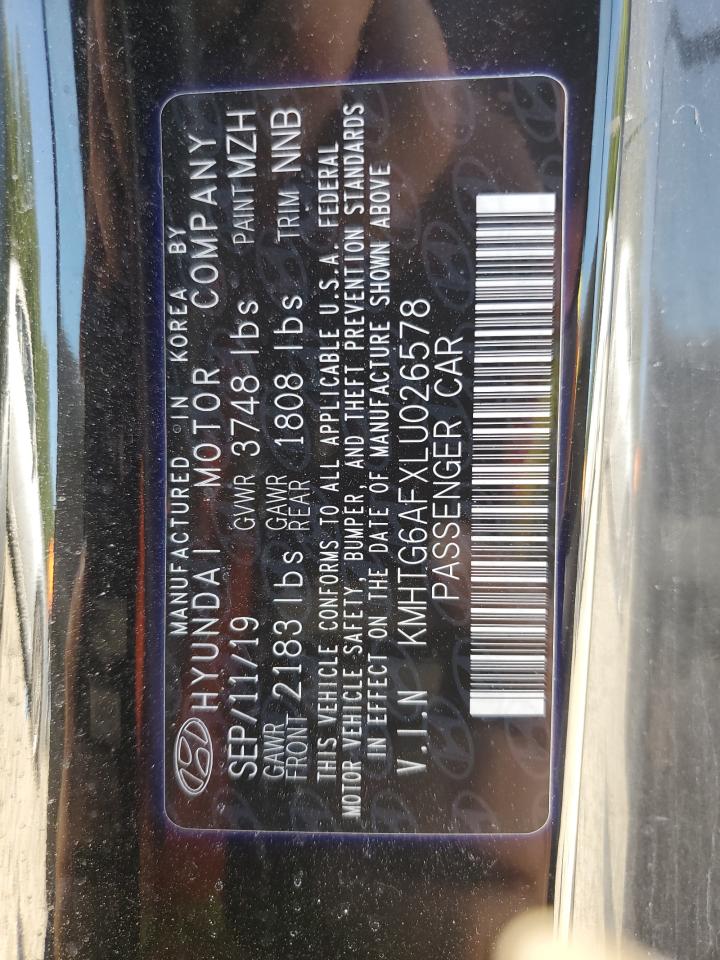 MANUFACTURED IN KOREA BY
HYUNDAI MOTOR COMPANY
SEP/11/19 GVWR 3748 lbs PAINT MZH
GAWR FRONT 2183 lbs GAWR REAR 1808 lbs TRIM NNB
THIS VEHICLE CONFORMS TO ALL APPLICABLE U.S.A. FEDERAL
MOTOR VEHICLE SAFETY, BUMPER, AND THEFT PREVENTION STANDARDS
IN EFFECT ON THE DATE OF MANUFACTURE SHOWN ABOVE
V.I.N KMHTG6AFXLU026578
PASSENGER CAR